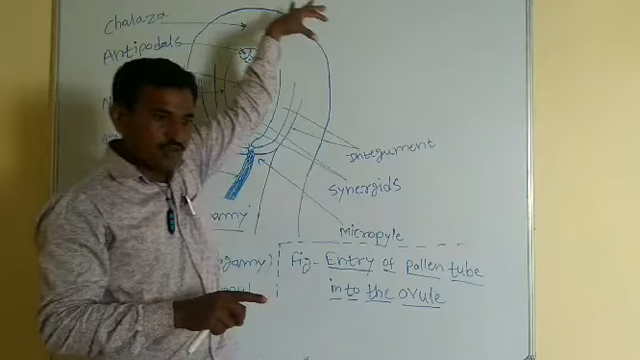 Chalaza
Antipodals
Integument
synergids
micropyle
Fig- Entry of pollen tube
into the ovule